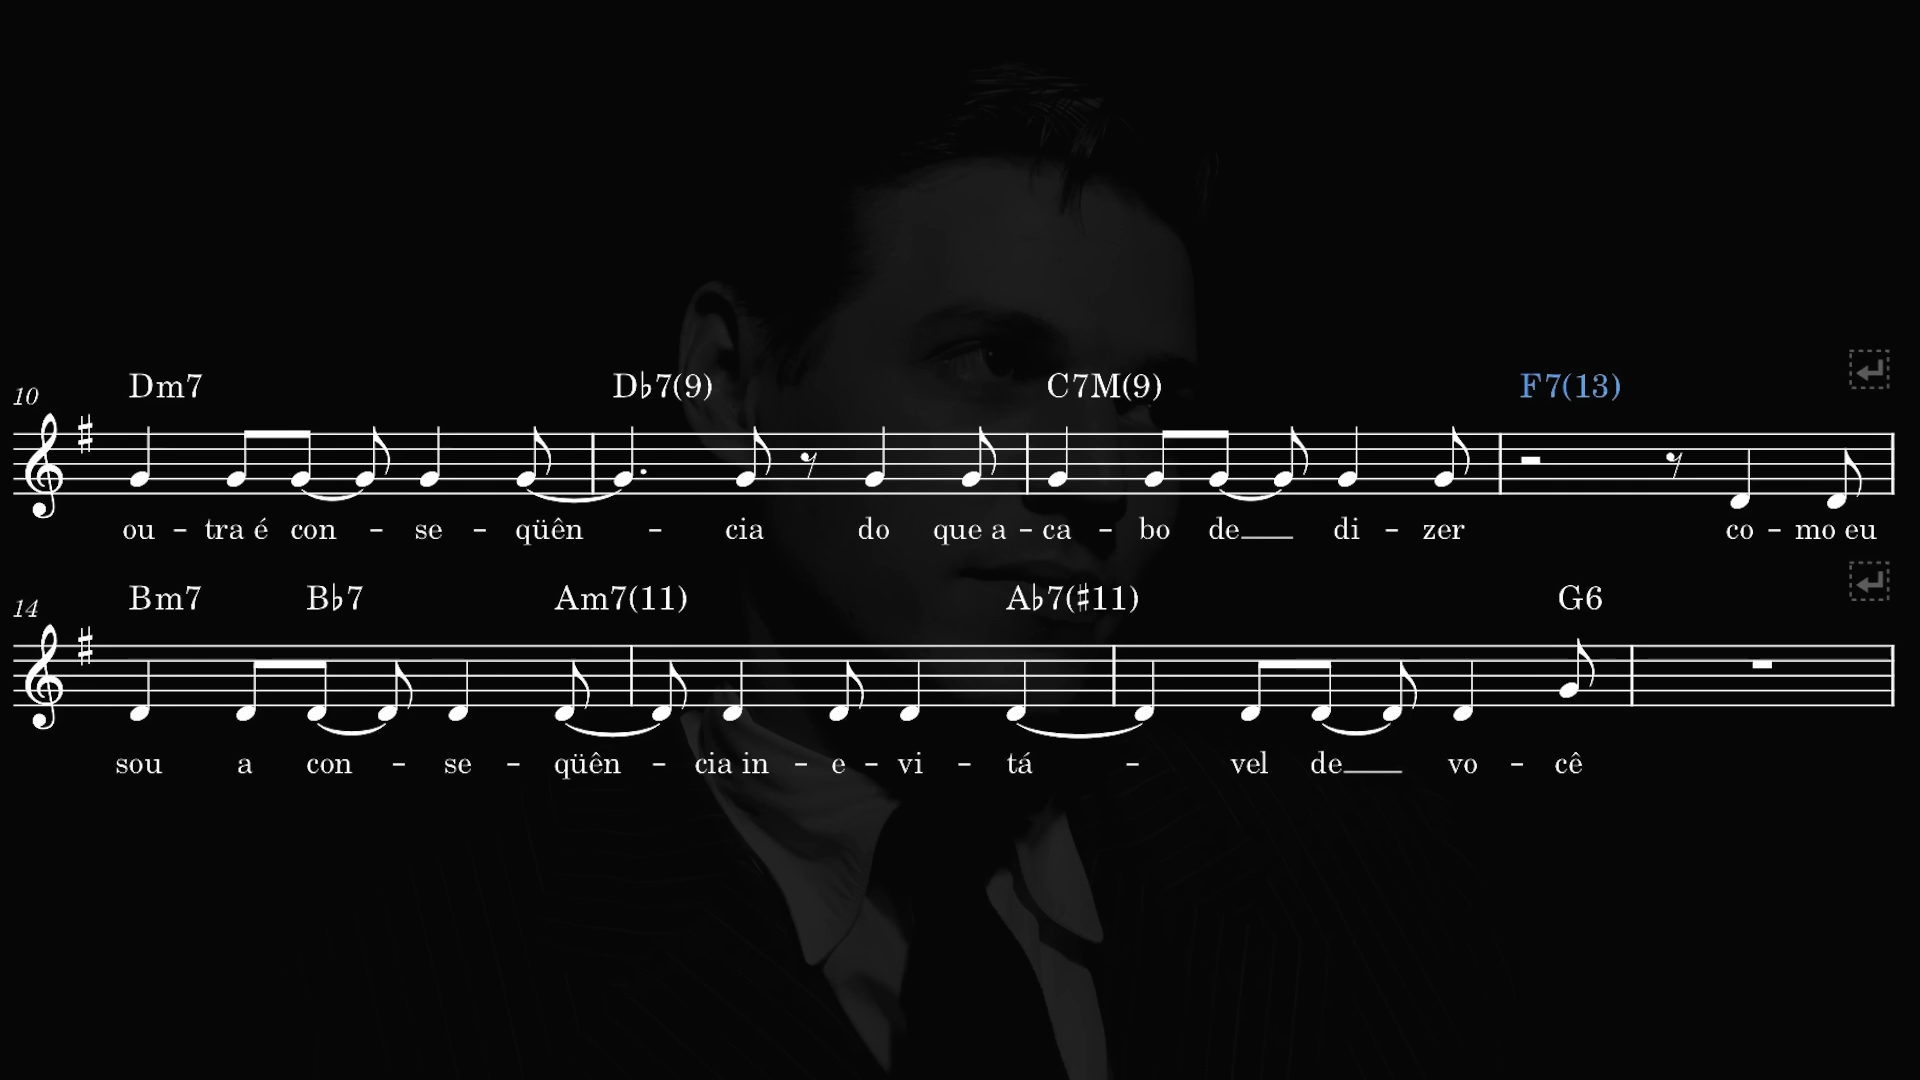 10 Dm7 D♭7(9) C7M(9) F7(13)
ou - tra é con - se - qüên - cia do que a - ca - bo de di - zer co - mo eu
14 Bm7 B♭7 Am7(11) A♭7(♯11) G6
sou a con - se - qüên - cia in - e - vi - tá - vel de vo - cê